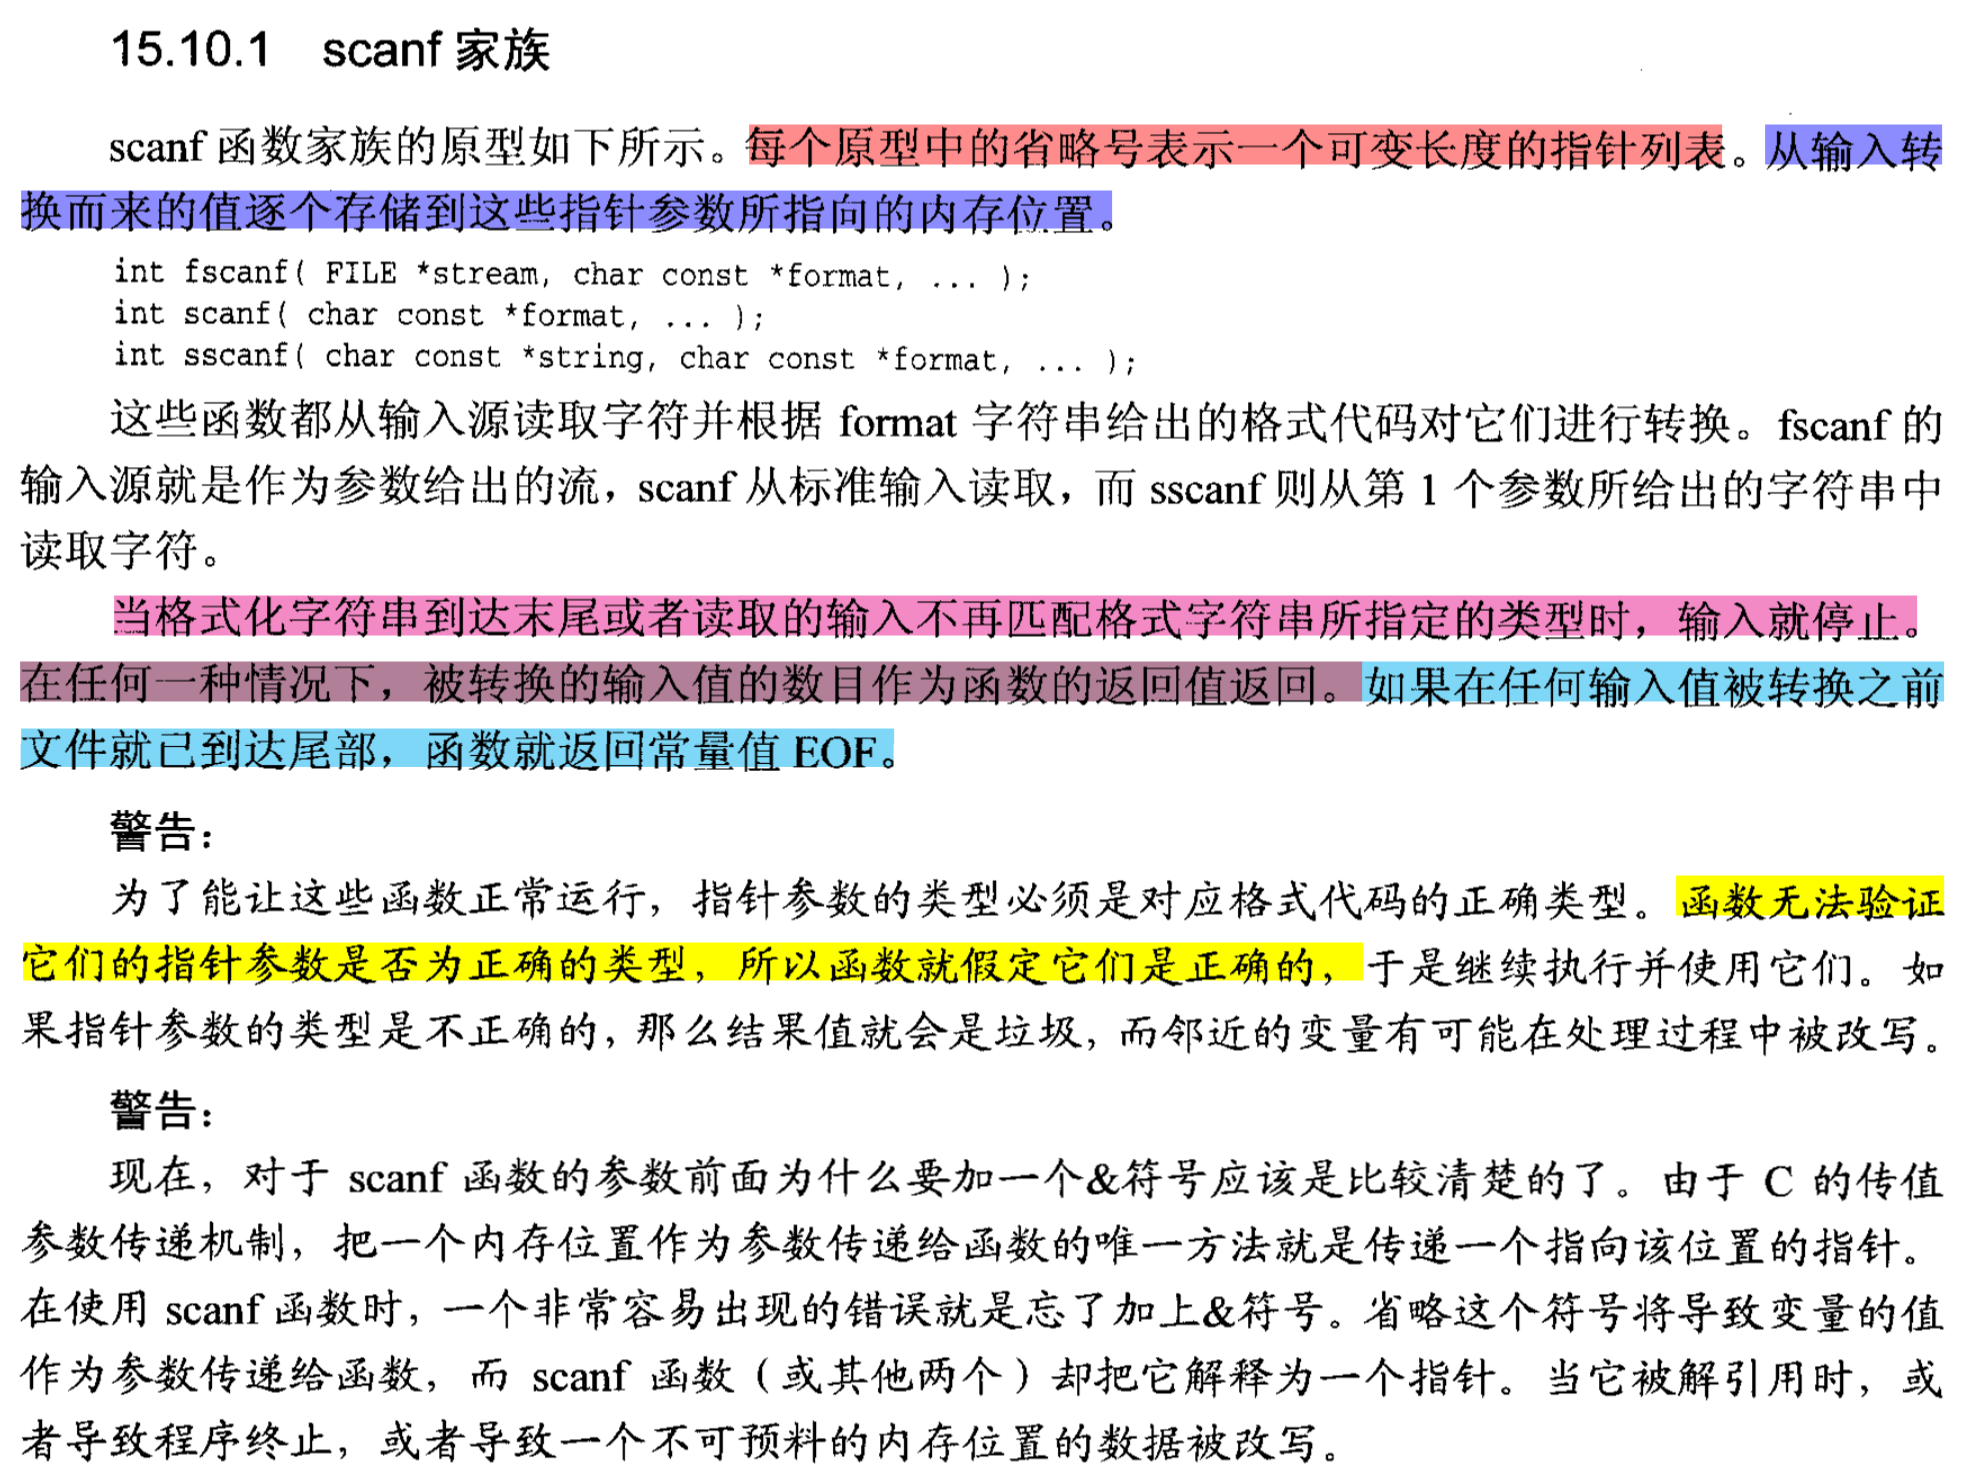 15.10.1 scanf 家族
scanf 函数家族的原型如下所示。每个原型中的省略号表示一个可变长度的指针列表。从输入转
换而来的值逐个存储到这些指针参数所指向的内存位置。
int fscanf( FILE *stream, char const *format, ... );
int scanf( char const *format, ... );
int sscanf( char const *string, char const *format, ... );
这些函数都从输入源读取字符并根据 format 字符串给出的格式代码对它们进行转换。fscanf 的
输入源就是作为参数给出的流，scanf 从标准输入读取，而 sscanf 则从第 1 个参数所给出的字符串中
读取字符。
当格式化字符串到达末尾或者读取的输入不再匹配格式字符串所指定的类型时，输入就停止。
在任何一种情况下，被转换的输入值的数目作为函数的返回值返回。如果在任何输入值被转换之前
文件就已到达尾部，函数就返回常量值 EOF。
警告：
为了能让这些函数正常运行，指针参数的类型必须是对应格式代码的正确类型。函数无法验证
它们的指针参数是否为正确的类型，所以函数就假定它们是正确的，于是继续执行并使用它们。如
果指针参数的类型是不正确的，那么结果值就会是垃圾，而邻近的变量有可能在处理过程中被改写。
警告：
现在，对于 scanf 函数的参数前面为什么要加一个&符号应该是比较清楚的了。由于 C 的传值
参数传递机制，把一个内存位置作为参数传递给函数的唯一方法就是传递一个指向该位置的指针。
在使用 scanf 函数时，一个非常容易出现的错误就是忘了加上&符号。省略这个符号将导致变量的值
作为参数传递给函数，而 scanf 函数（或其他两个）却把它解释为一个指针。当它被解引用时，或
者导致程序终止，或者导致一个不可预料的内存位置的数据被改写。